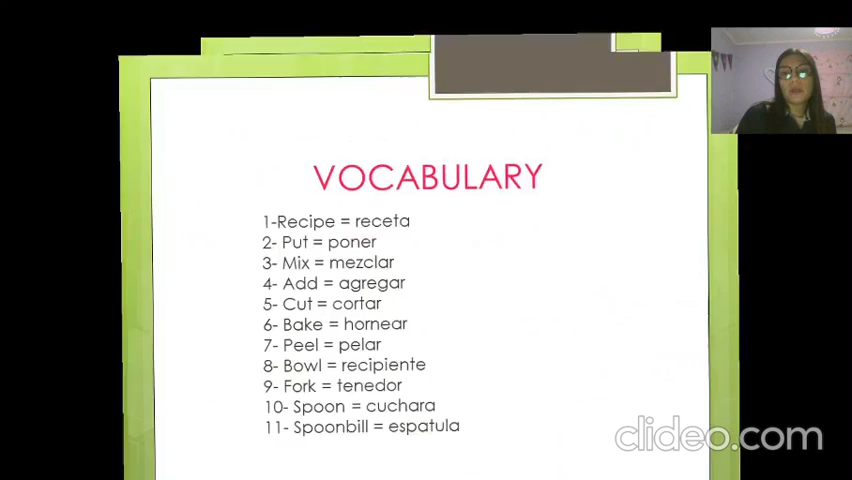 VOCABULARY
1-Recipe = receta
2- Put = poner
3- Mix = mezclar
4- Add = agregar
5- Cut = cortar
6- Bake = hornear
7- Peel = pelar
8- Bowl = recipiente
9- Fork = tenedor
10- Spoon = cuchara
11- Spoonbill = espatula
clideo.com